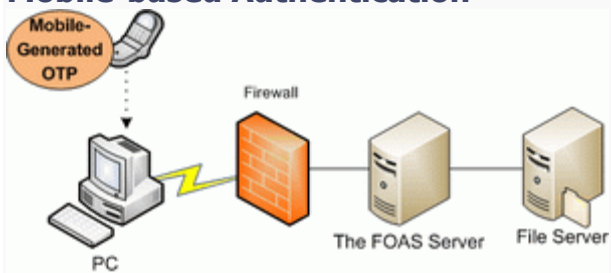 Mobile-based Authentication
Mobile-
Generated
OTP
Firewall
The FOAS Server
File Server
PC